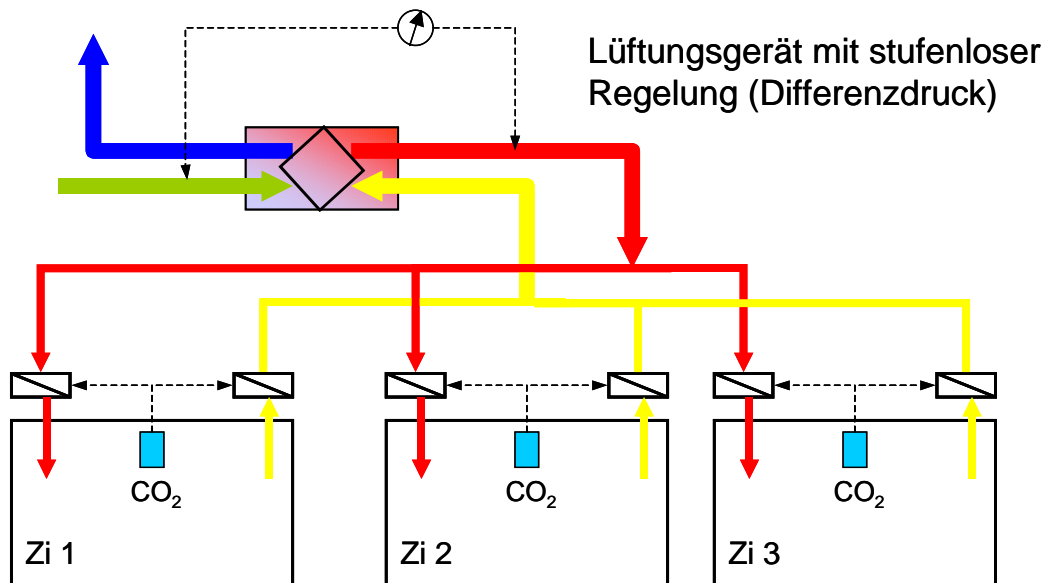 Lüftungsgerät mit stufenloser
Regelung (Differenzdruck)
CO₂
CO₂
CO₂
Zi 1
Zi 2
Zi 3